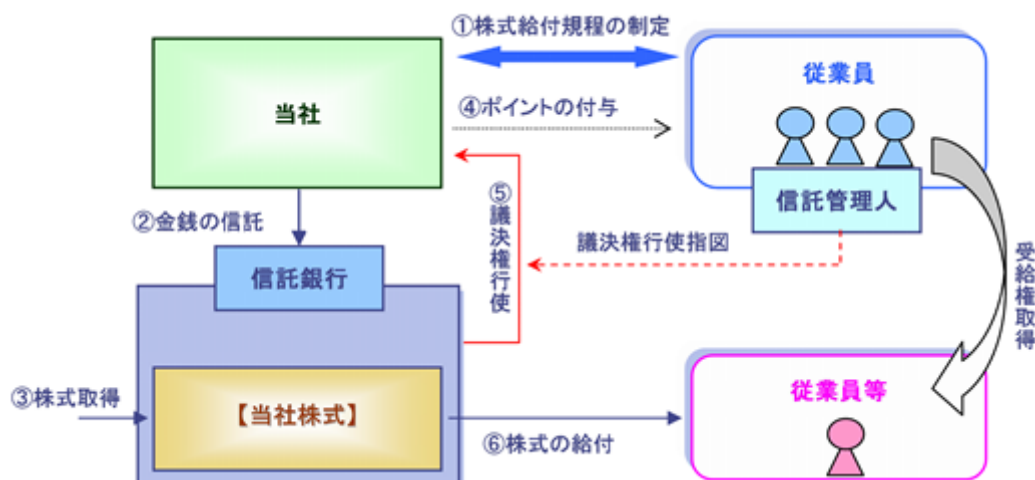 ①株式給付規程の制定
従業員
当社
④ポイントの付与
信託管理人
②金銭の信託
⑤議決権行使
議決権行使指図
受給権取得
信託銀行
③株式取得
【当社株式】
⑥株式の給付
従業員等